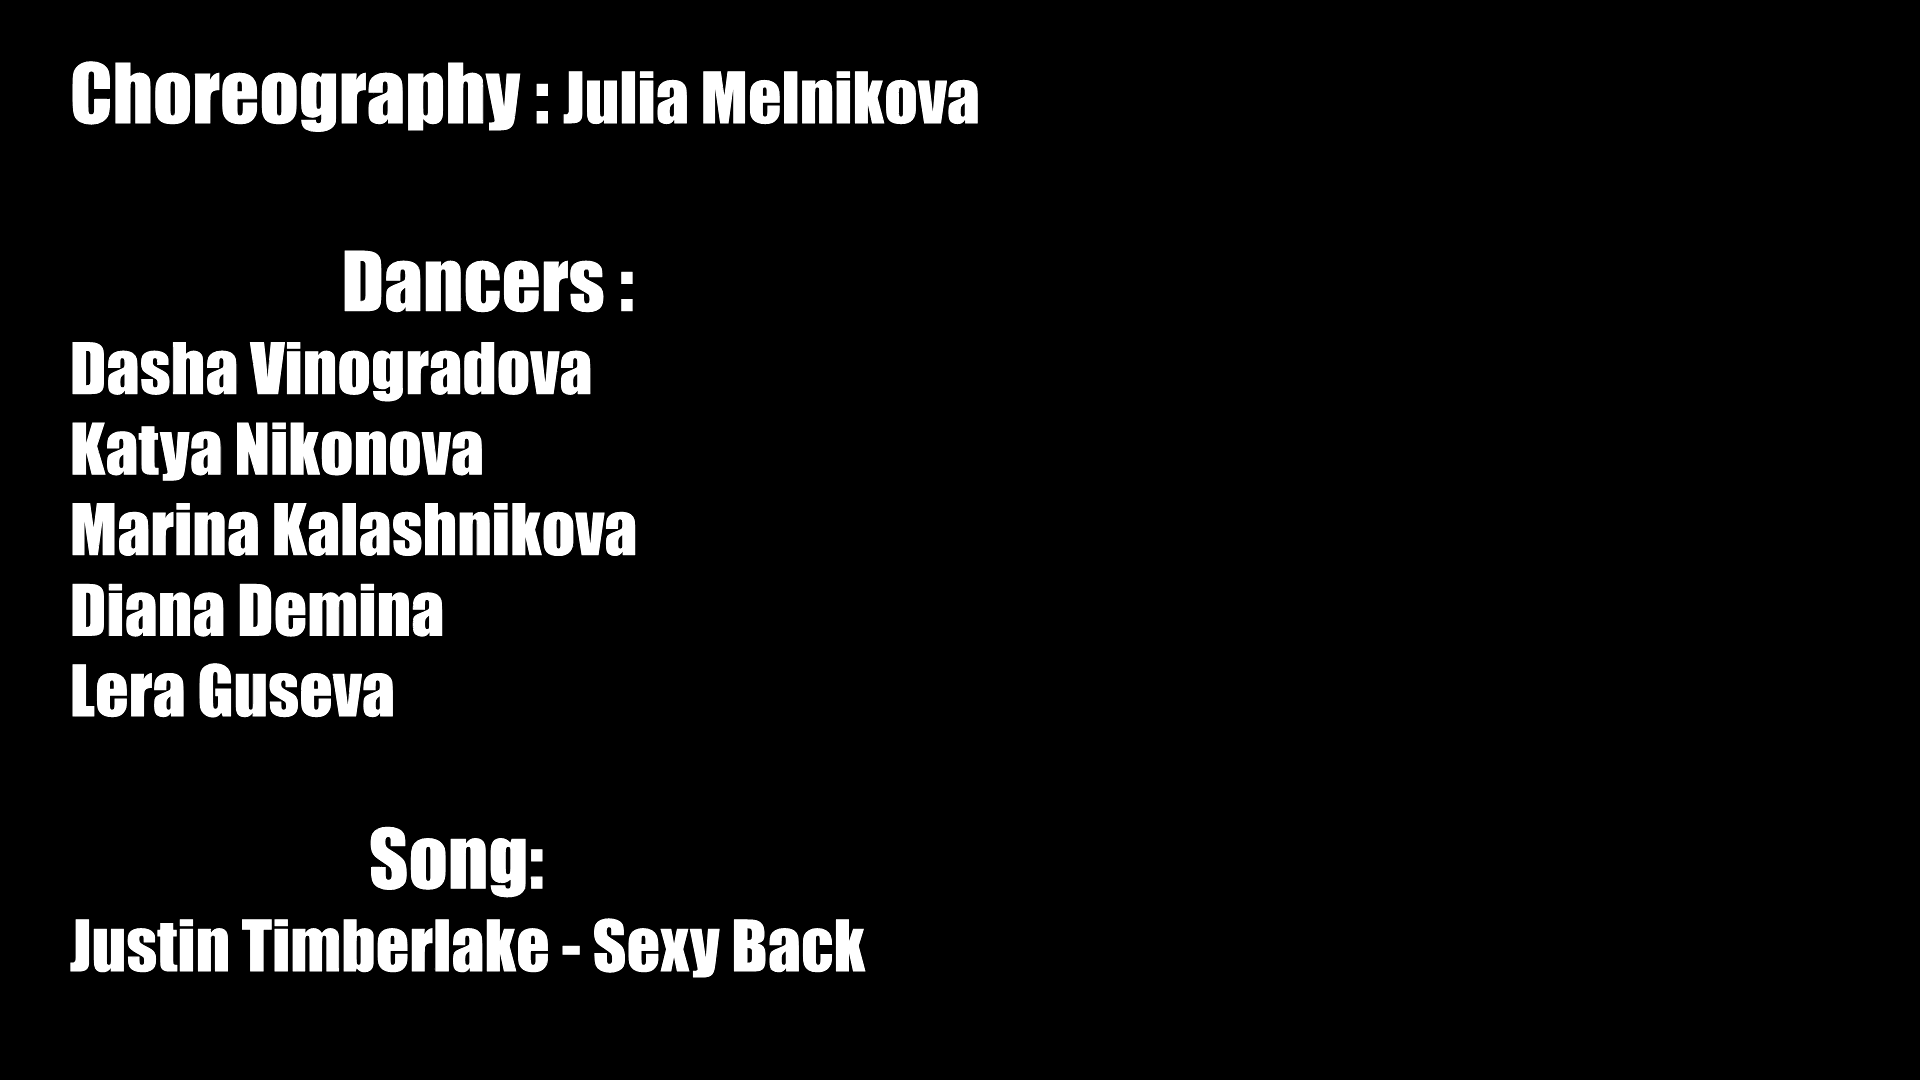 Choreography : Julia Melnikova
Dancers :
Dasha Vinogradova
Katya Nikonova
Marina Kalashnikova
Diana Demina
Lera Guseva
Song:
Justin Timberlake - Sexy Back